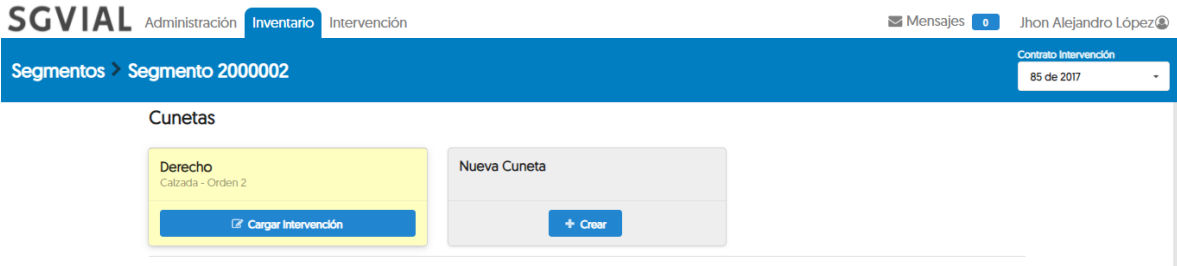 SGVIAL Administración Inventario Intervención Mensajes 0 Jhon Alejandro López
Contrato Intervención
Segmentos > Segmento 2000002
85 de 2017
Cunetas
Derecho
Calzada - Orden 2
Cargar Intervención
Nueva Cuneta
+ Crear